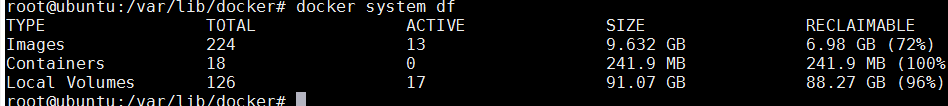 root@ubuntu:/var/lib/docker# docker system df
TYPE TOTAL ACTIVE SIZE RECLAIMABLE
Images 224 13 9.632 GB 6.98 GB (72%)
Containers 18 0 241.9 MB 241.9 MB (100%
Local Volumes 126 17 91.07 GB 88.27 GB (96%)
root@ubuntu:/var/lib/docker#